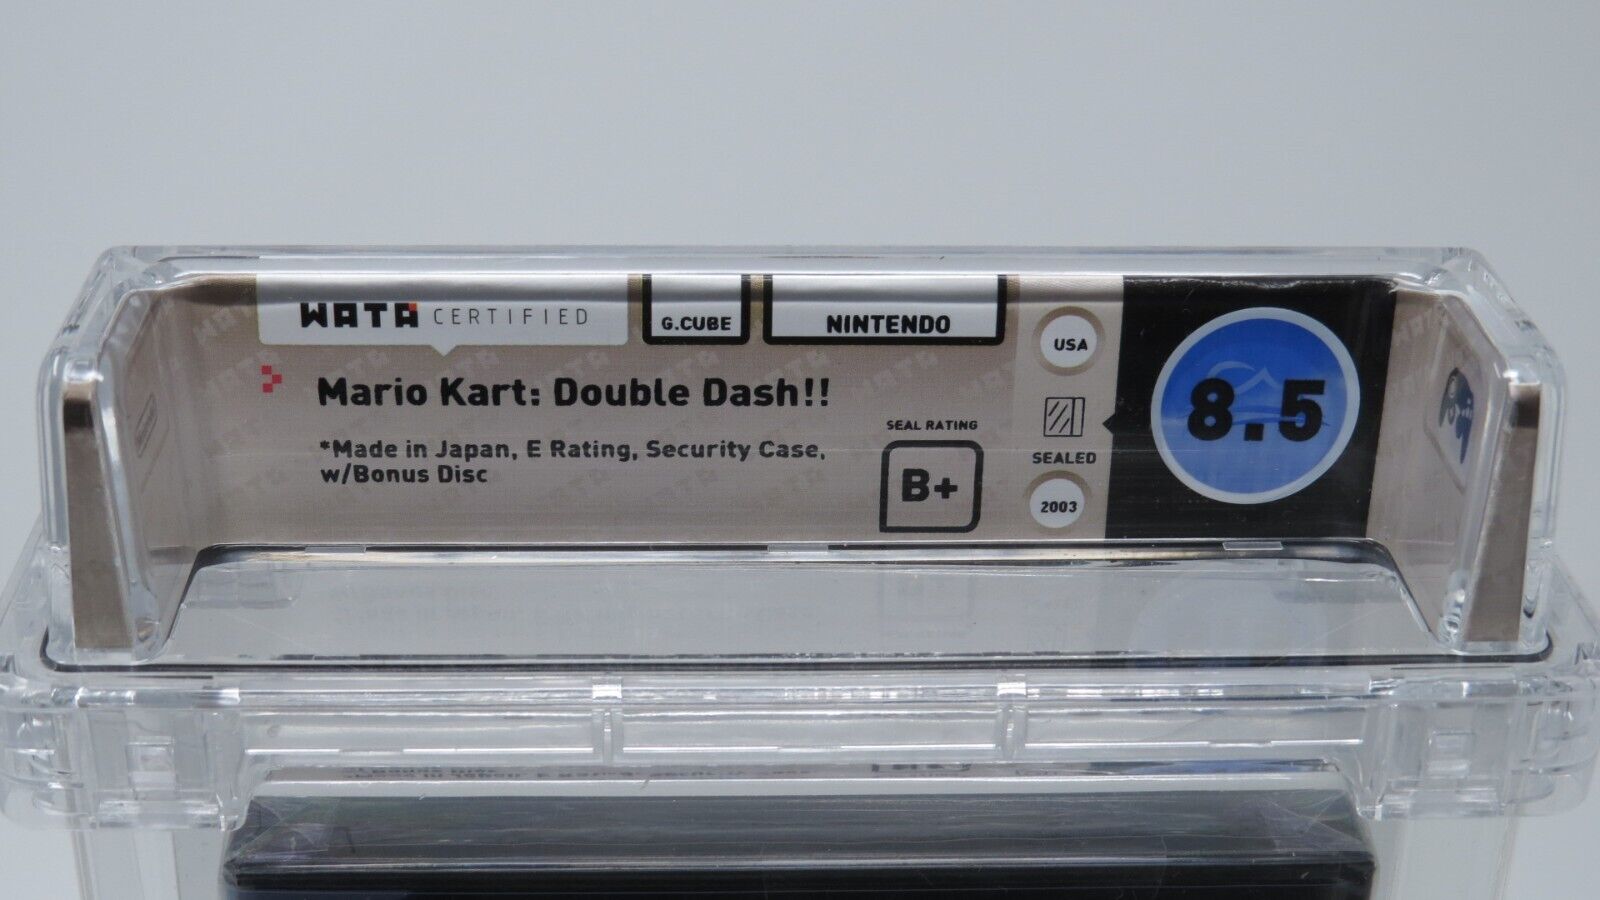 WATA CERTIFIED
G.CUBE
NINTENDO
USA
Mario Kart: Double Dash!!
*Made in Japan, E Rating, Security Case,
w/Bonus Disc
SEAL RATING
B+
SEALED
2003
8.5